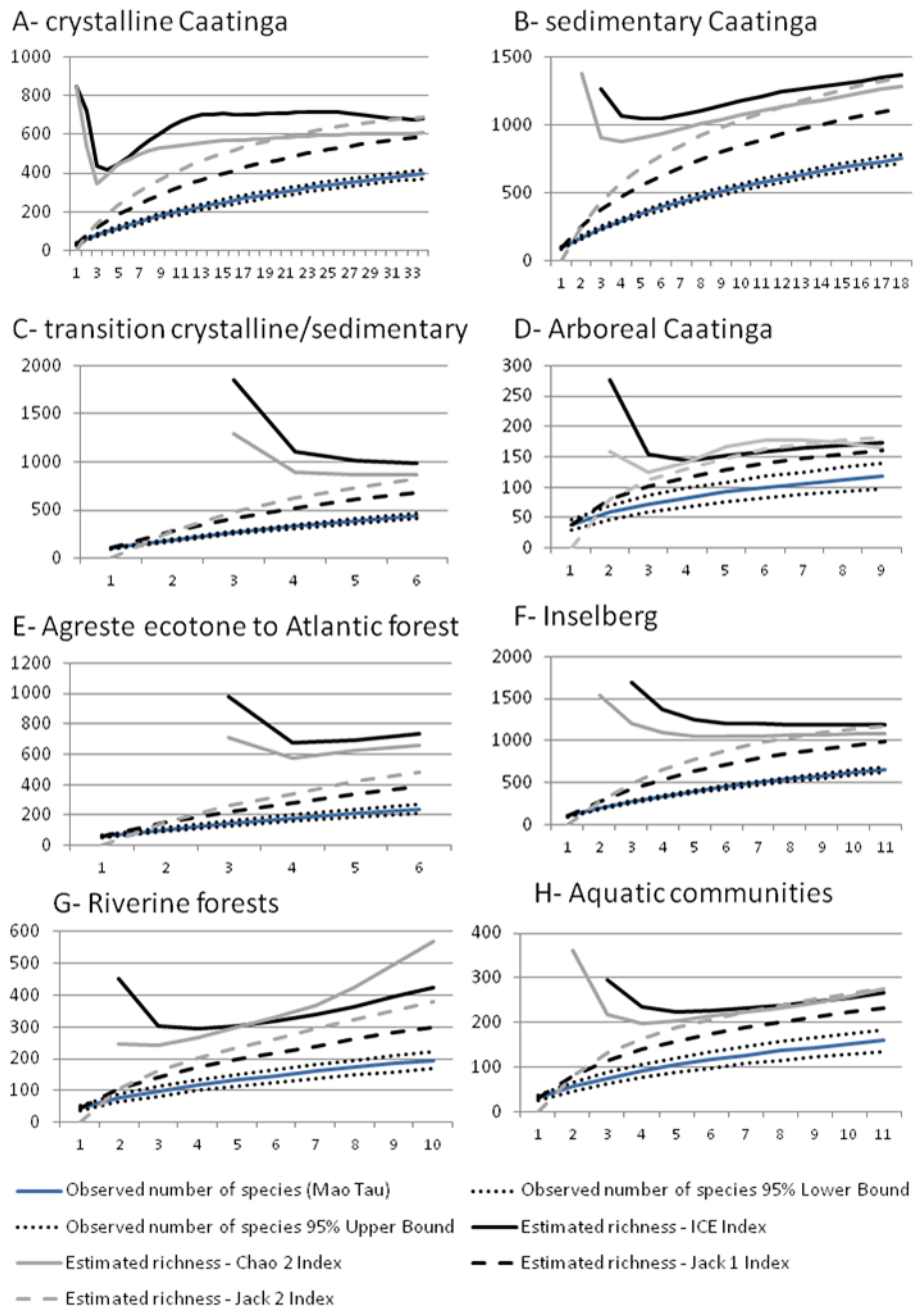 A- crystalline Caatinga
1000
800
600
400
200
0
1 3 5 7 9 11 13 15 17 19 21 23 25 27 29 31 33
B- sedimentary Caatinga
1500
1000
500
0
1 2 3 4 5 6 7 8 9 10 11 12 13 14 15 16 17 18
C- transition crystalline/sedimentary
2000
1500
1000
500
0
1 2 3 4 5 6
D- Arboreal Caatinga
300
250
200
150
100
50
0
1 2 3 4 5 6 7 8 9
E- Agreste ecotone to Atlantic forest
1200
1000
800
600
400
200
0
1 2 3 4 5 6
F- Inselberg
2000
1500
1000
500
0
1 2 3 4 5 6 7 8 9 10 11
G- Riverine forests
600
500
400
300
200
100
0
1 2 3 4 5 6 7 8 9 10
H- Aquatic communities
400
300
200
100
0
1 2 3 4 5 6 7 8 9 10 11
Observed number of species (Mao Tau)
Observed number of species 95% Lower Bound
Observed number of species 95% Upper Bound
Estimated richness - ICE Index
Estimated richness - Chao 2 Index
Estimated richness - Jack 1 Index
Estimated richness - Jack 2 Index